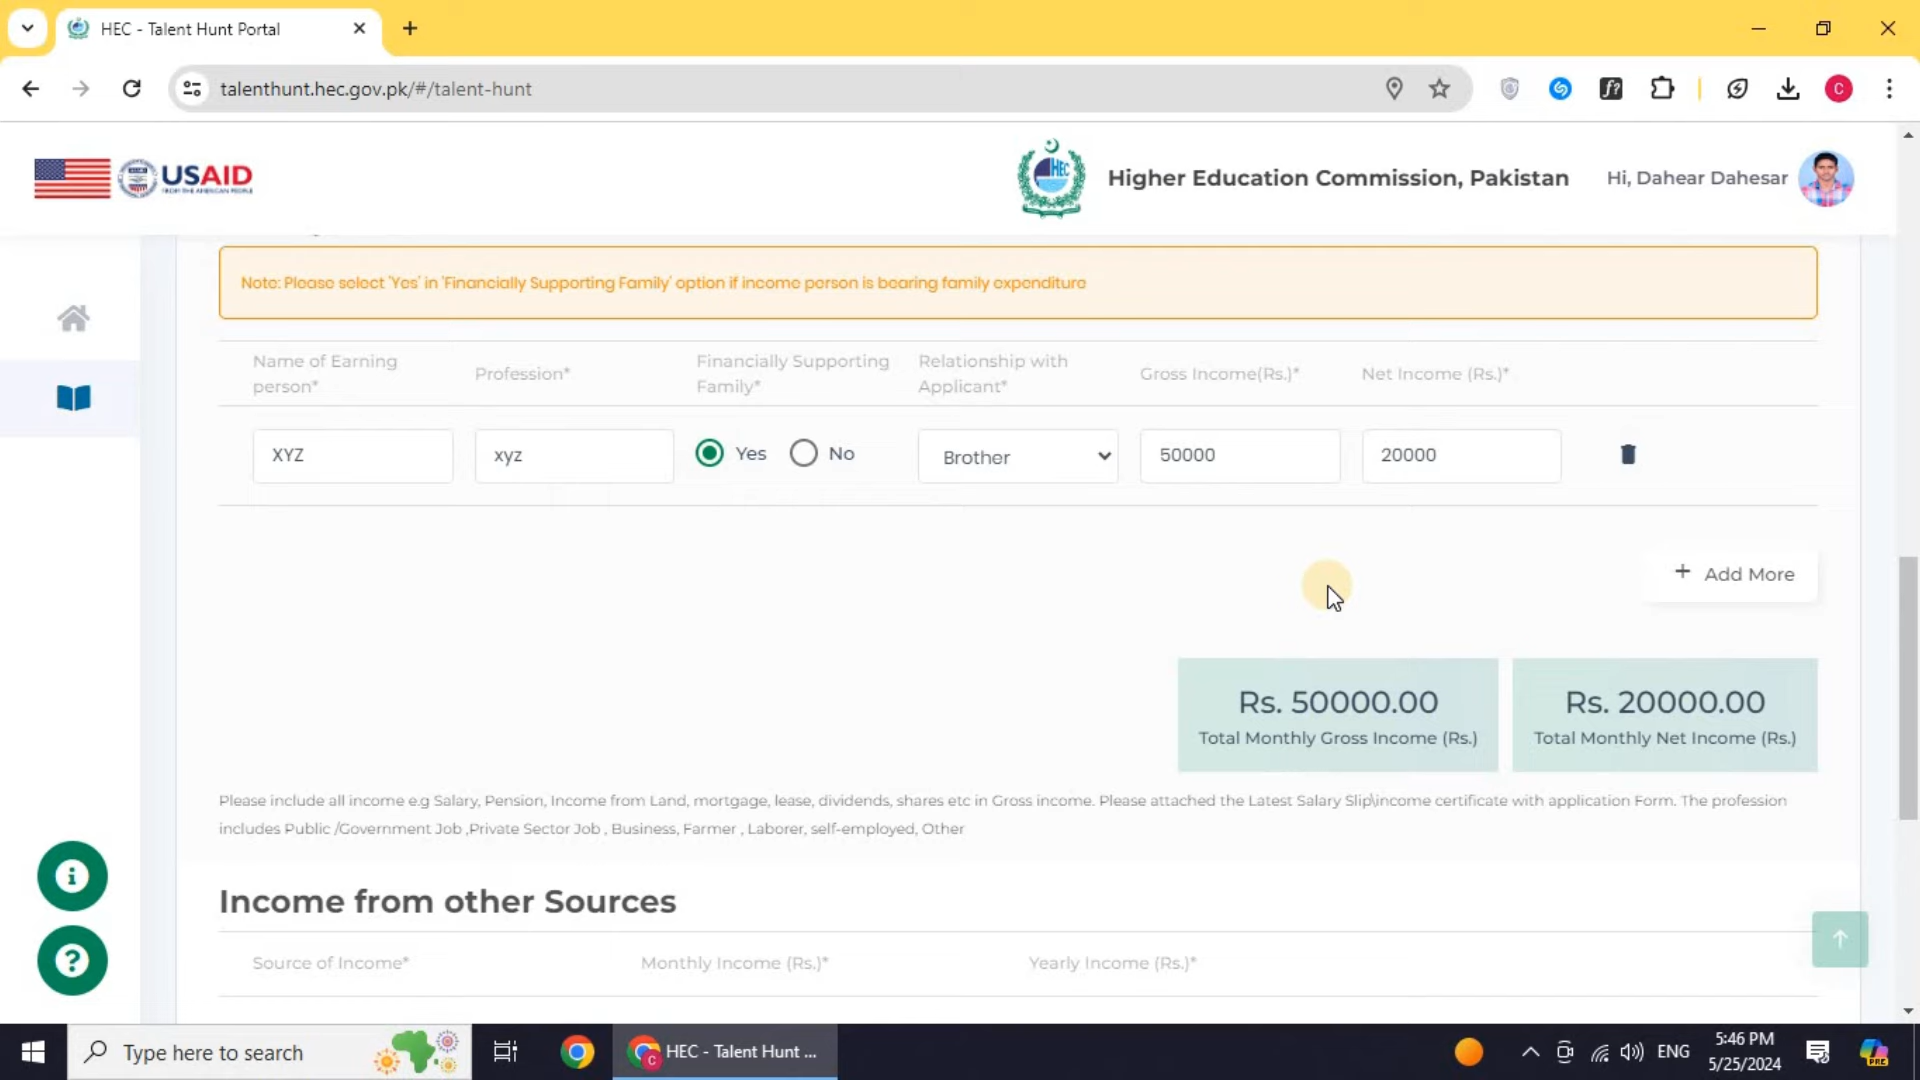 HEC - Talent Hunt Portal
talenthunt.hec.gov.pk/#/talent-hunt
f?
C
USAID
FROM THE AMERICAN PEOPLE
HEC
Higher Education Commission, Pakistan
Hi, Dahear Dahesar
Note: Please select 'Yes' in 'Financially Supporting Family' option if income person is bearing family expenditure
Name of Earning person*
Profession*
Financially Supporting Family*
Relationship with Applicant*
Gross Income(Rs.)*
Net Income (Rs.)*
XYZ
xyz
Yes
No
Brother
50000
20000
+ Add More
Rs. 50000.00
Total Monthly Gross Income (Rs.)
Rs. 20000.00
Total Monthly Net Income (Rs.)
Please include all income e.g Salary, Pension, Income from Land, mortgage, lease, dividends, shares etc in Gross income. Please attached the Latest Salary Slip\income certificate with application Form. The profession
includes Public /Government Job ,Private Sector Job , Business, Farmer , Laborer, self-employed, Other
Income from other Sources
Source of Income*
Monthly Income (Rs.)*
Yearly Income (Rs.)*
Type here to search
C
HEC - Talent Hunt ...
ENG
5:46 PM
5/25/2024
PRE